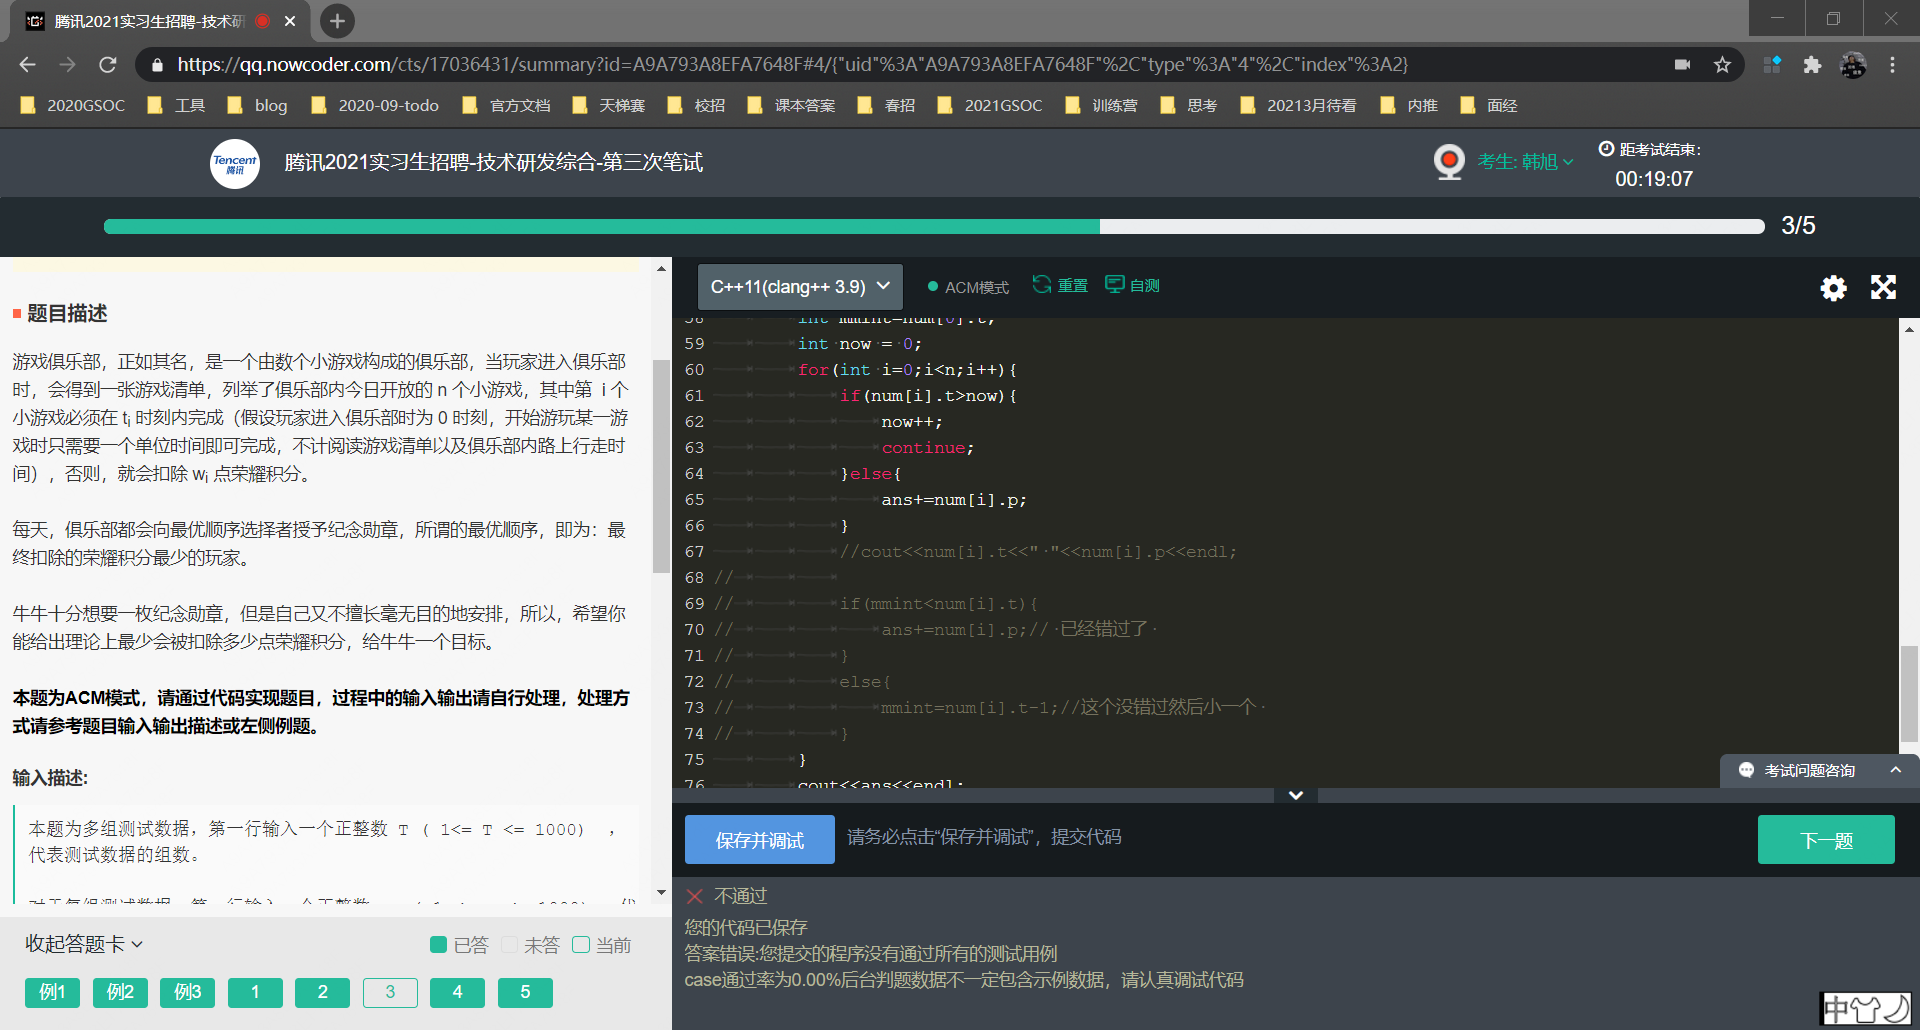 腾讯2021实习生招聘-技术研
https://qq.nowcoder.com/cts/17036431/summary?id=A9A793A8EFA7648F#4/{"uid"%3A"A9A793A8EFA7648F"%2C"type"%3A"4"%2C"index"%3A2}
2020GSOC 工具 blog 2020-09-todo 官方文档 天梯赛 校招 课本答案 春招 2021GSOC 训练营 思考 20213月待看 内推 面经
Tencent 腾讯
腾讯2021实习生招聘-技术研发综合-第三次笔试
考生: 韩旭
距考试结束:
00:19:07
3/5
题目描述
游戏俱乐部，正如其名，是一个由数个小游戏构成的俱乐部，当玩家进入俱乐部
时，会得到一张游戏清单，列举了俱乐部内今日开放的 n 个小游戏，其中第 i 个
小游戏必须在 ti 时刻内完成（假设玩家进入俱乐部时为 0 时刻，开始游玩某一游
戏时只需要一个单位时间即可完成，不计阅读游戏清单以及俱乐部内路上行走时
间），否则，就会扣除 wi 点荣耀积分。
每天，俱乐部都会向最优顺序选择者授予纪念勋章，所谓的最优顺序，即为：最
终扣除的荣耀积分最少的玩家。
牛牛十分想要一枚纪念勋章，但是自己又不擅长毫无目的地安排，所以，希望你
能给出理论上最少会被扣除多少点荣耀积分，给牛牛一个目标。
本题为ACM模式，请通过代码实现题目，过程中的输入输出请自行处理，处理方
式请参考题目输入输出描述或左侧例题。
输入描述:
本题为多组测试数据，第一行输入一个正整数 T ( 1<= T <= 1000) ，
代表测试数据的组数。
收起答题卡
已答 未答 当前
例1 例2 例3 1 2 3 4 5
C++11(clang++ 3.9) ACM模式 重置 自测
58 int mmint=num[0].t;
59 int now = 0;
60 for(int i=0;i<n;i++){
61 if(num[i].t>now){
62 now++;
63 continue;
64 }else{
65 ans+=num[i].p;
66 }
67 //cout<<num[i].t<<" "<<num[i].p<<endl;
68 //
69 // if(mmint<num[i].t){
70 // ans+=num[i].p;// 已经错过了
71 // }
72 // else{
73 // mmint=num[i].t-1;//这个没错过然后小一个
74 // }
75 }
76 cout<<ans<<endl;
考试问题咨询
保存并调试 请务必点击“保存并调试”，提交代码
下一题
不通过
您的代码已保存
答案错误:您提交的程序没有通过所有的测试用例
case通过率为0.00%后台判题数据不一定包含示例数据，请认真调试代码
中